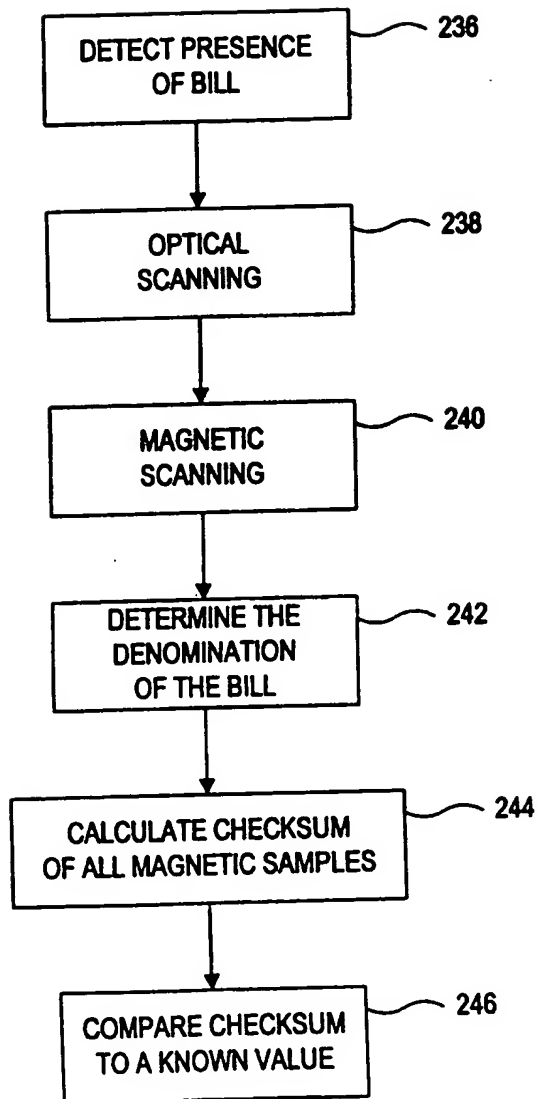 DETECT PRESENCE
OF BILL
236
OPTICAL
SCANNING
238
MAGNETIC
SCANNING
240
DETERMINE THE
DENOMINATION
OF THE BILL
242
CALCULATE CHECKSUM
OF ALL MAGNETIC SAMPLES
244
COMPARE CHECKSUM
TO A KNOWN VALUE
246